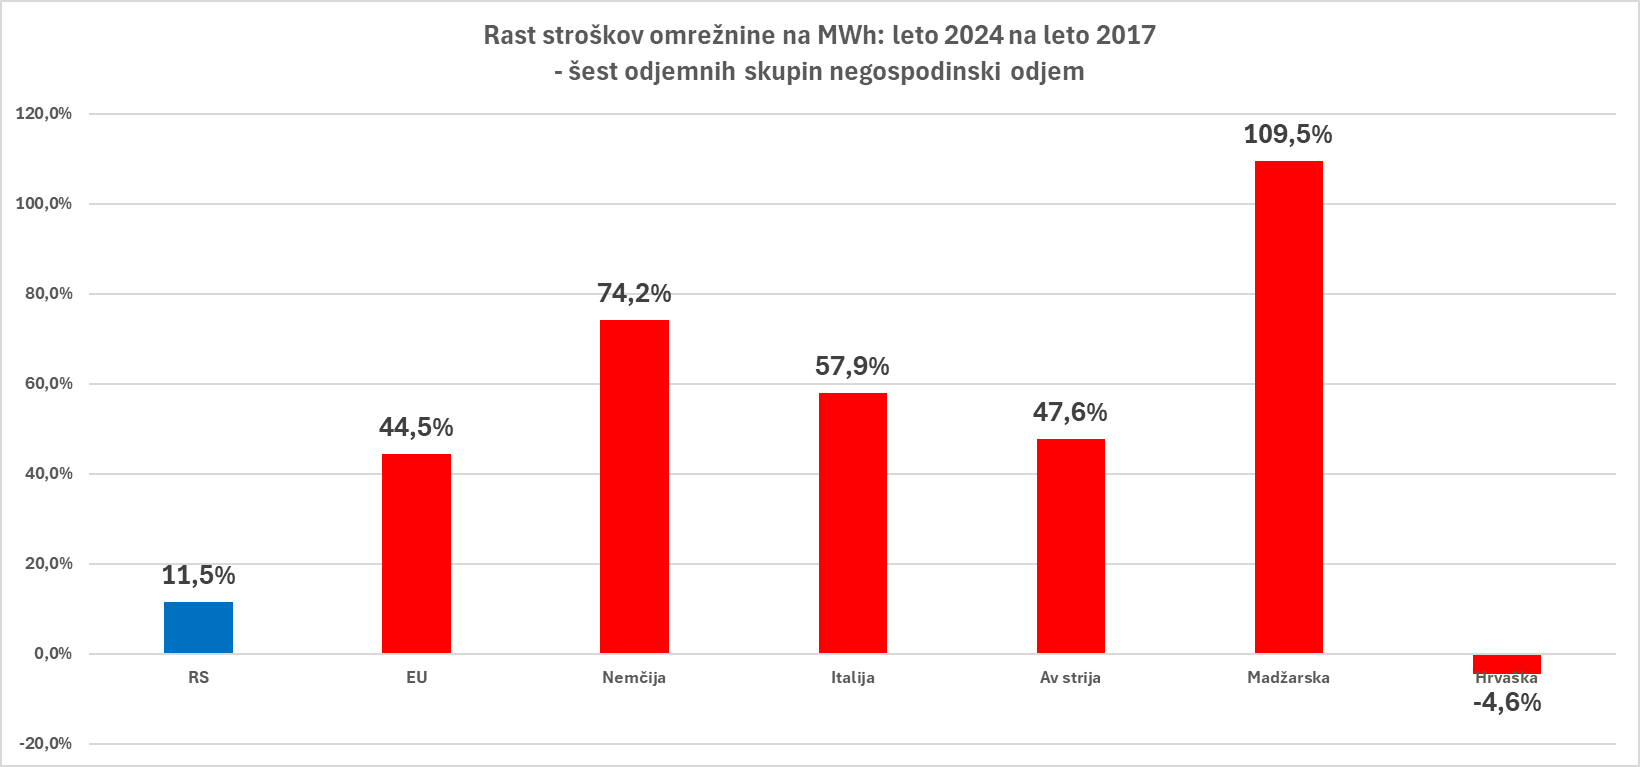 Rast stroškov omrežnine na MWh: leto 2024 na leto 2017
- šest odjemnih skupin negospodinski odjem
120,0%
100,0%
80,0%
60,0%
40,0%
20,0%
0,0%
-20,0%
11,5%
44,5%
74,2%
57,9%
47,6%
109,5%
-4,6%
RS
EU
Nemčija
Italija
Av strija
Madžarska
Hrvaška